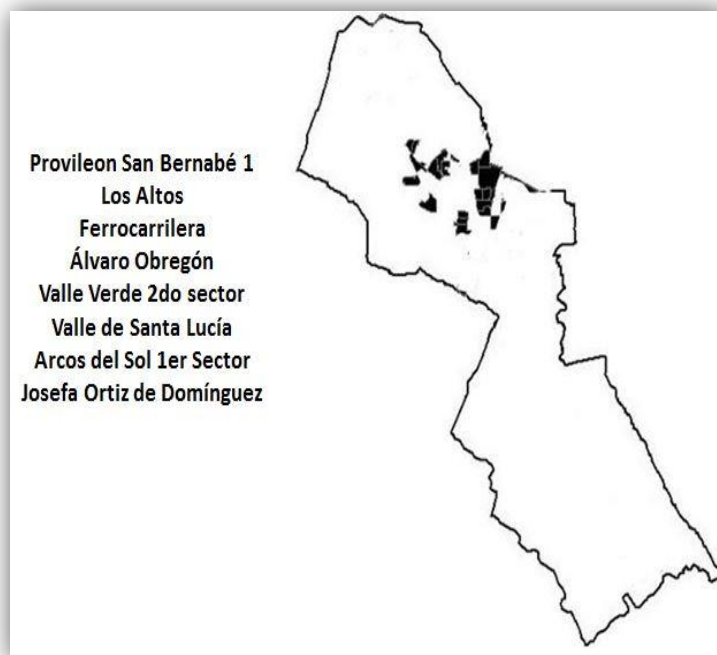 Provileon San Bernabé 1
Los Altos
Ferrocarrilera
Álvaro Obregón
Valle Verde 2do sector
Valle de Santa Lucía
Arcos del Sol 1er Sector
Josefa Ortiz de Domínguez